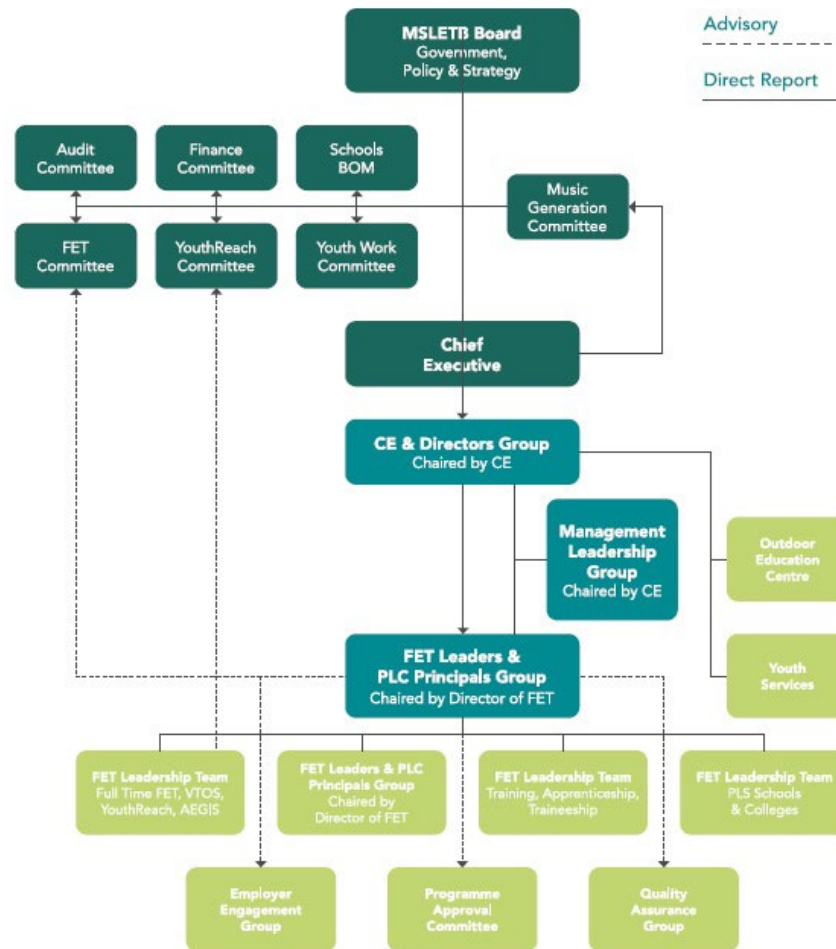 MSLETB Board
Government,
Policy & Strategy
Advisory
Direct Report
Audit
Committee
Finance
Committee
Schools
BOM
Music
Generation
Committee
FET
Committee
YouthReach
Committee
Youth Work
Committee
Chief
Executive
CE & Directors Group
Chaired by CE
Management
Leadership
Group
Chaired by CE
Outdoor
Education
Centre
FET Leaders &
PLC Principals Group
Chaired by Director of FET
Youth
Services
FET Leadership Team
Full Time FET, VTOS,
YouthReach, AEGIS
FET Leaders & PLC
Principals Group
Chaired by
Director of FET
FET Leadership Team
Training, Apprenticeship,
Traineeship
FET Leadership Team
PLS Schools
& Colleges
Employer
Engagement
Group
Programme
Approval
Committee
Quality
Assurance
Group